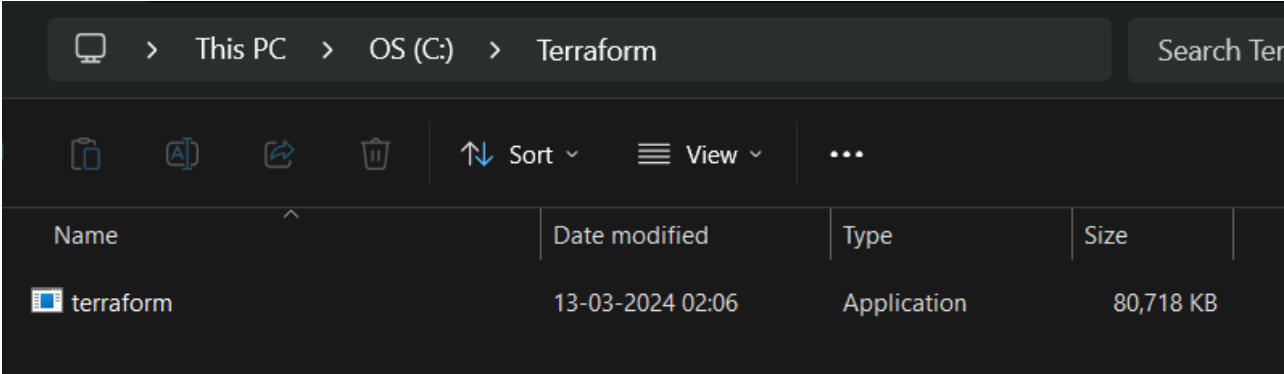 This PC > OS (C:) > Terraform
Search Ter
Sort
View
Name Date modified Type Size
terraform 13-03-2024 02:06 Application 80,718 KB